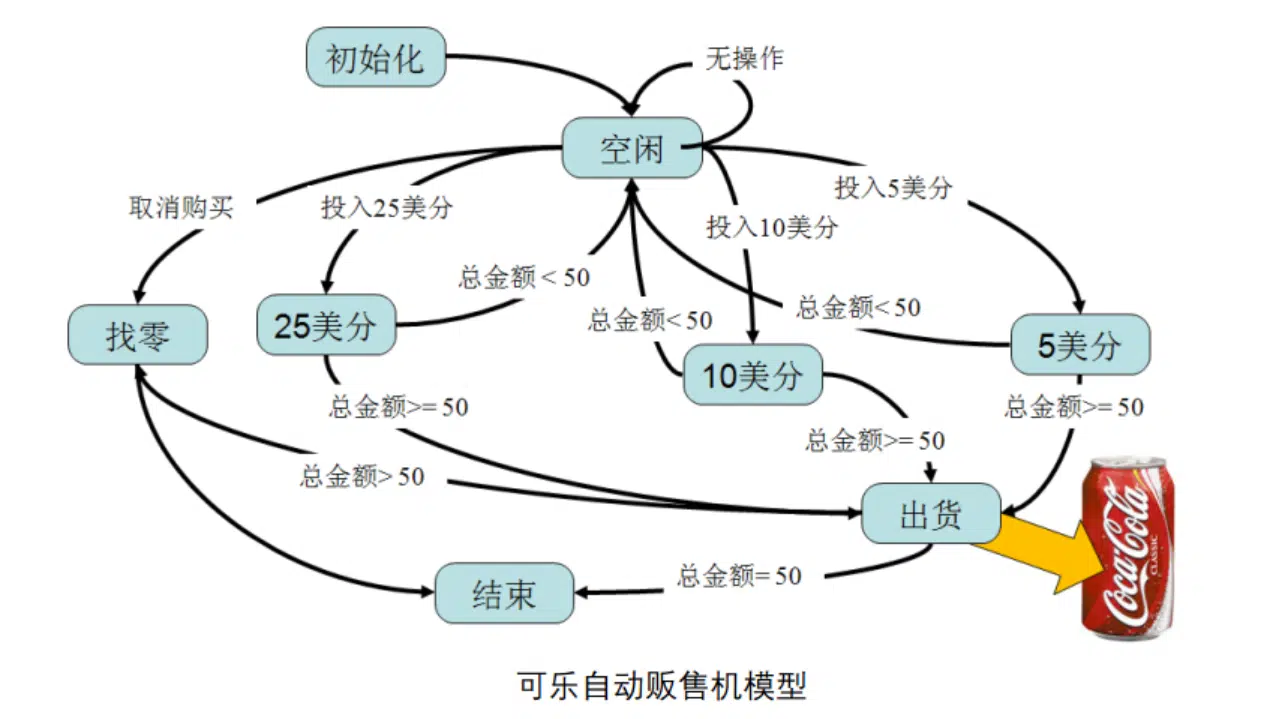 初始化
无操作
空闲
投入5美分
取消购买
投入25美分
投入10美分
总金额<50
总金额<50
总金额<50
找零
25美分
10美分
5美分
总金额>=50
总金额>=50
总金额>=50
总金额>50
出货
Coca-Cola
CLASSIC
总金额=50
结束
可乐自动贩售机模型